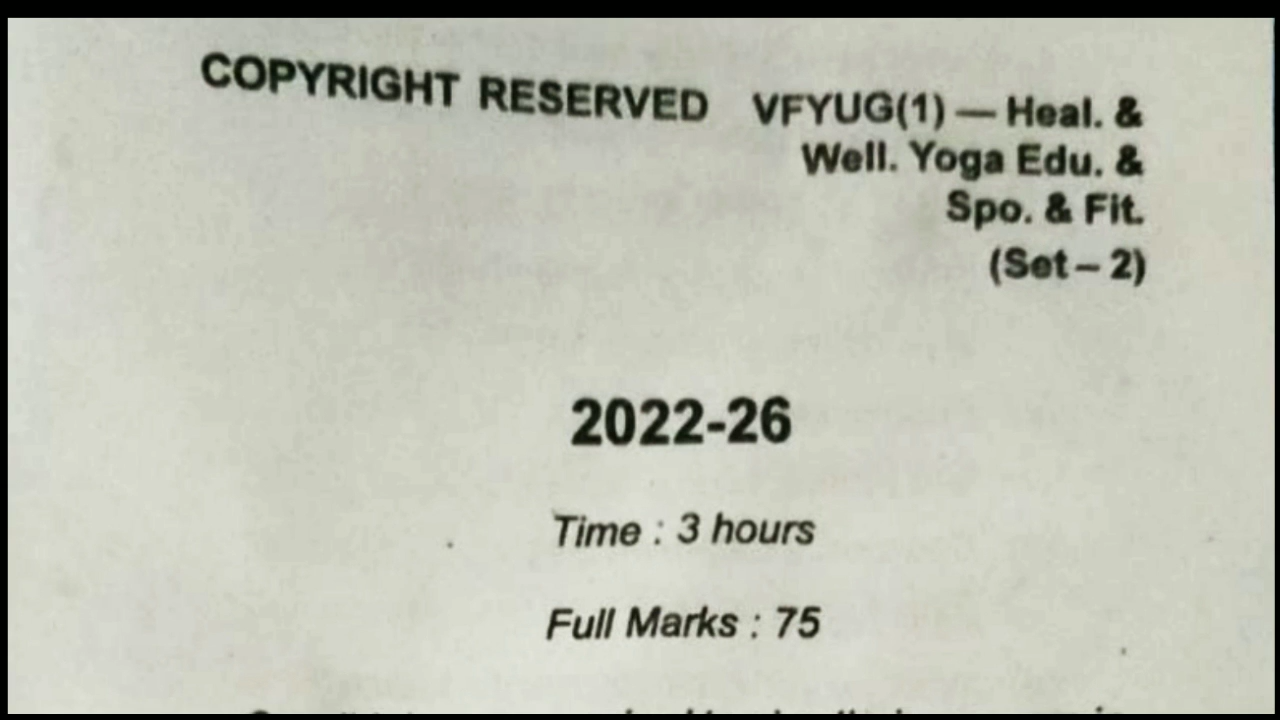 COPYRIGHT RESERVED VFYUG(1) — Heal. &
Well. Yoga Edu. &
Spo. & Fit.
(Set – 2)
2022-26
Time : 3 hours
Full Marks : 75